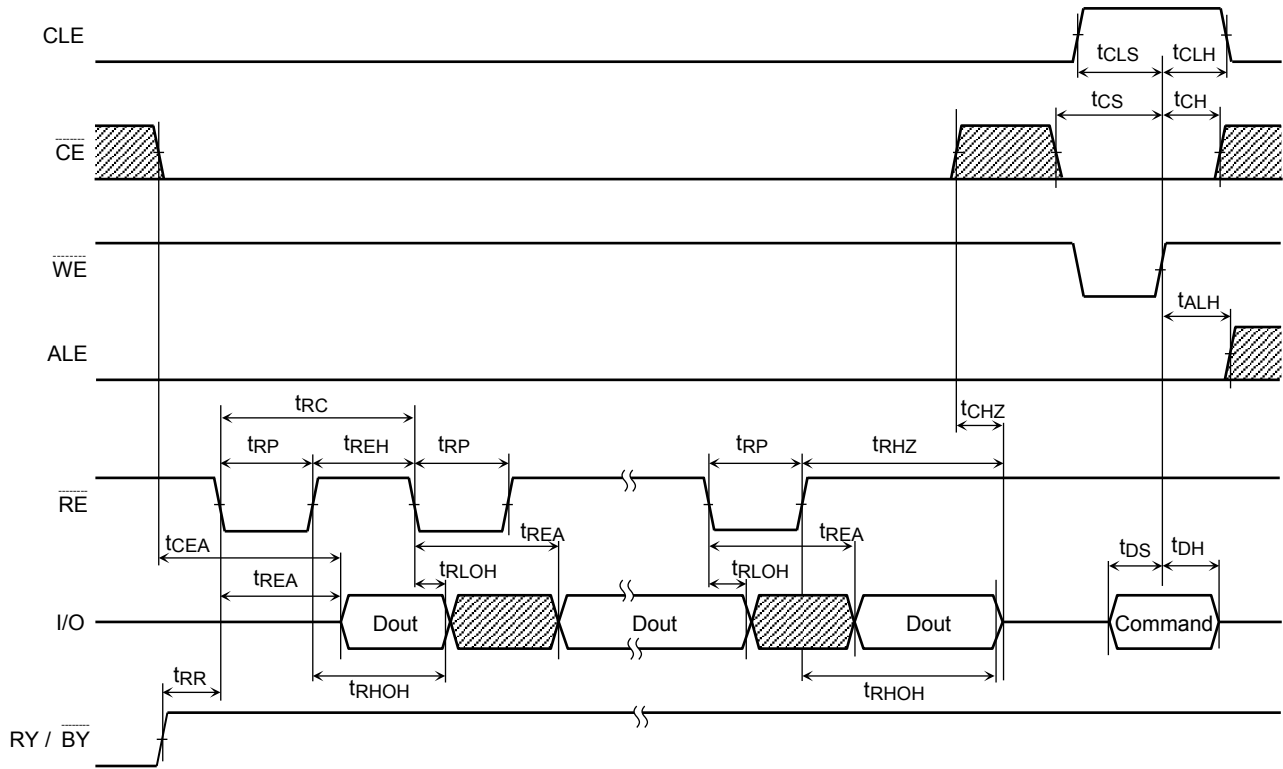 CLE
tCLS tCLH
tCS tCH
CE
WE
tALH
ALE
tRC
tCHZ
tRP tREH tRP tRP tRHZ
RE
tCEA tREA tREA
tREA tRLOH tRLOH tDS tDH
I/O Dout Dout Dout Command
tRR tRHOH tRHOH
RY / BY